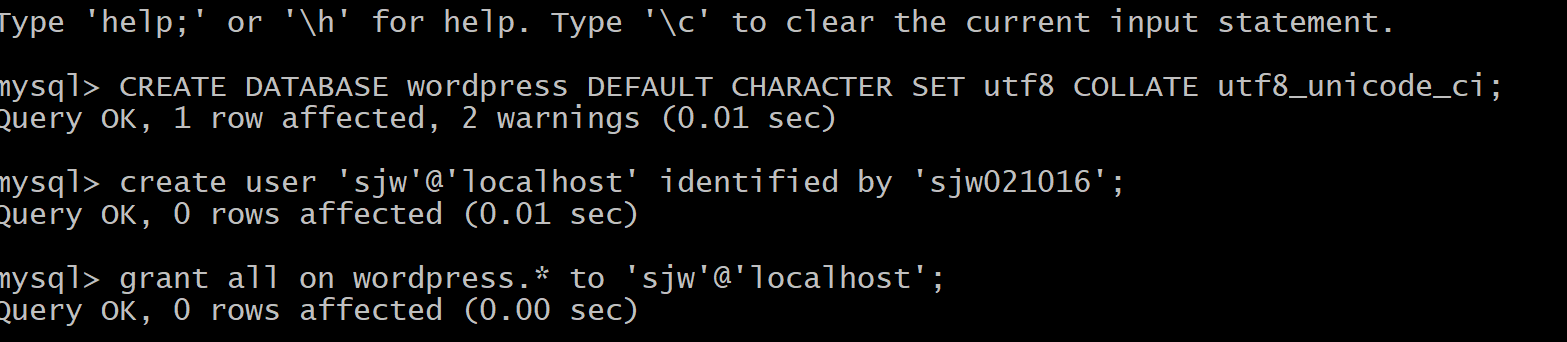 Type 'help;' or '\h' for help. Type '\c' to clear the current input statement.
mysql> CREATE DATABASE wordpress DEFAULT CHARACTER SET utf8 COLLATE utf8_unicode_ci;
Query OK, 1 row affected, 2 warnings (0.01 sec)
mysql> create user 'sjw'@'localhost' identified by 'sjw021016';
Query OK, 0 rows affected (0.01 sec)
mysql> grant all on wordpress.* to 'sjw'@'localhost';
Query OK, 0 rows affected (0.00 sec)